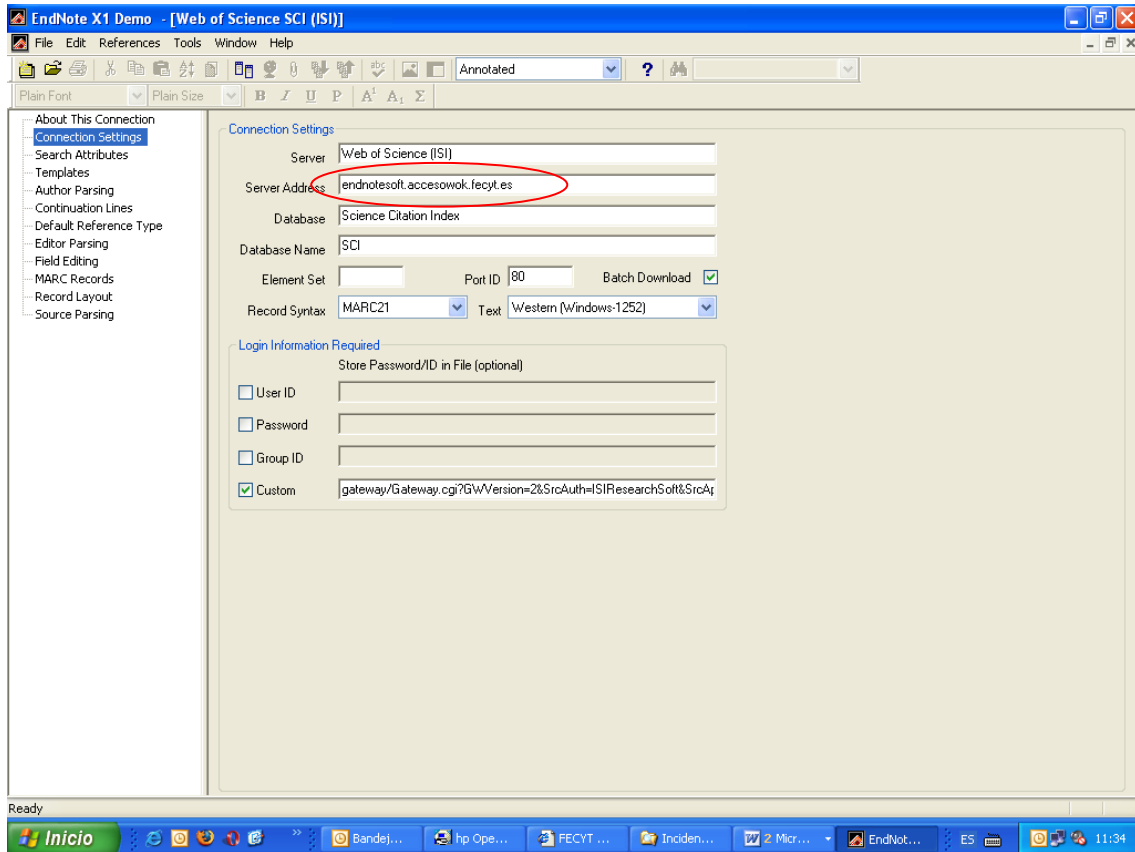 EndNote X1 Demo - [Web of Science SCI (ISI)]
File Edit References Tools Window Help
Annotated
Plain Font Plain Size B I U P A¹ A₁ Σ
About This Connection
Connection Settings
Search Attributes
Templates
Author Parsing
Continuation Lines
Default Reference Type
Editor Parsing
Field Editing
MARC Records
Record Layout
Source Parsing
Connection Settings
Server Web of Science (ISI)
Server Address endnotesoft.accesowok.fecyt.es
Database Science Citation Index
Database Name SCI
Element Set Port ID 80 Batch Download
Record Syntax MARC21 Text Western (Windows-1252)
Login Information Required
Store Password/ID in File (optional)
User ID
Password
Group ID
Custom gateway/Gateway.cgi?GWVersion=2&SrcAuth=ISIResearchSoft&SrcAp
Ready
Inicio Bandej... hp Ope... FECYT ... Inciden... 2 Micr... EndNot... ES 11:34